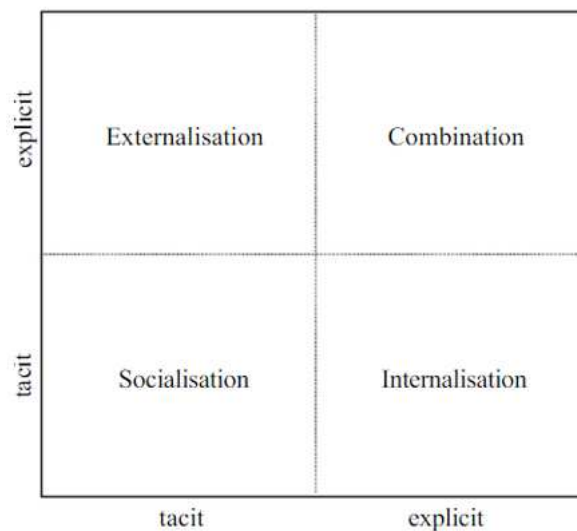 explicit
Externalisation
Combination
tacit
Socialisation
Internalisation
tacit
explicit